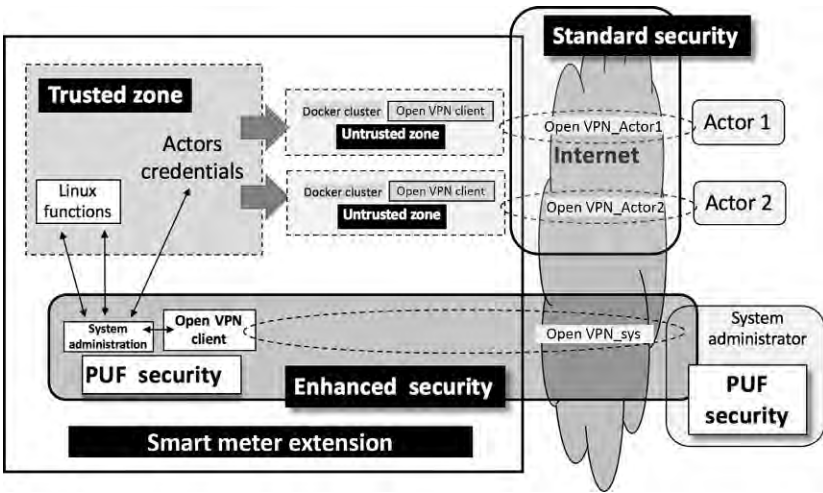 Standard security
Trusted zone
Docker cluster Open VPN client
Untrusted zone
Open VPN_Actor1
Actor 1
Actors
credentials
Internet
Linux
functions
Docker cluster Open VPN client
Untrusted zone
Open VPN_Actor2
Actor 2
System
administration
Open VPN
client
PUF security
Open VPN_sys
System
administrator
Enhanced security
PUF
security
Smart meter extension